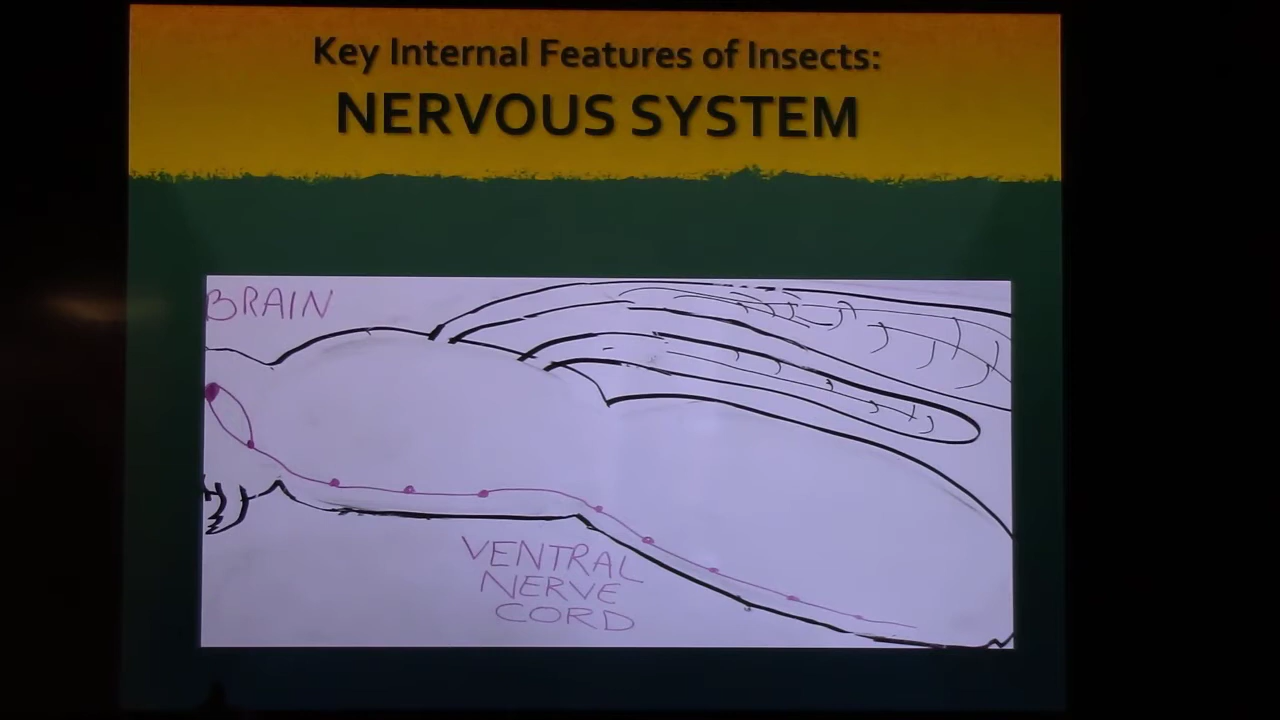 Key Internal Features of Insects:
NERVOUS SYSTEM
BRAIN
VENTRAL
NERVE
CORD